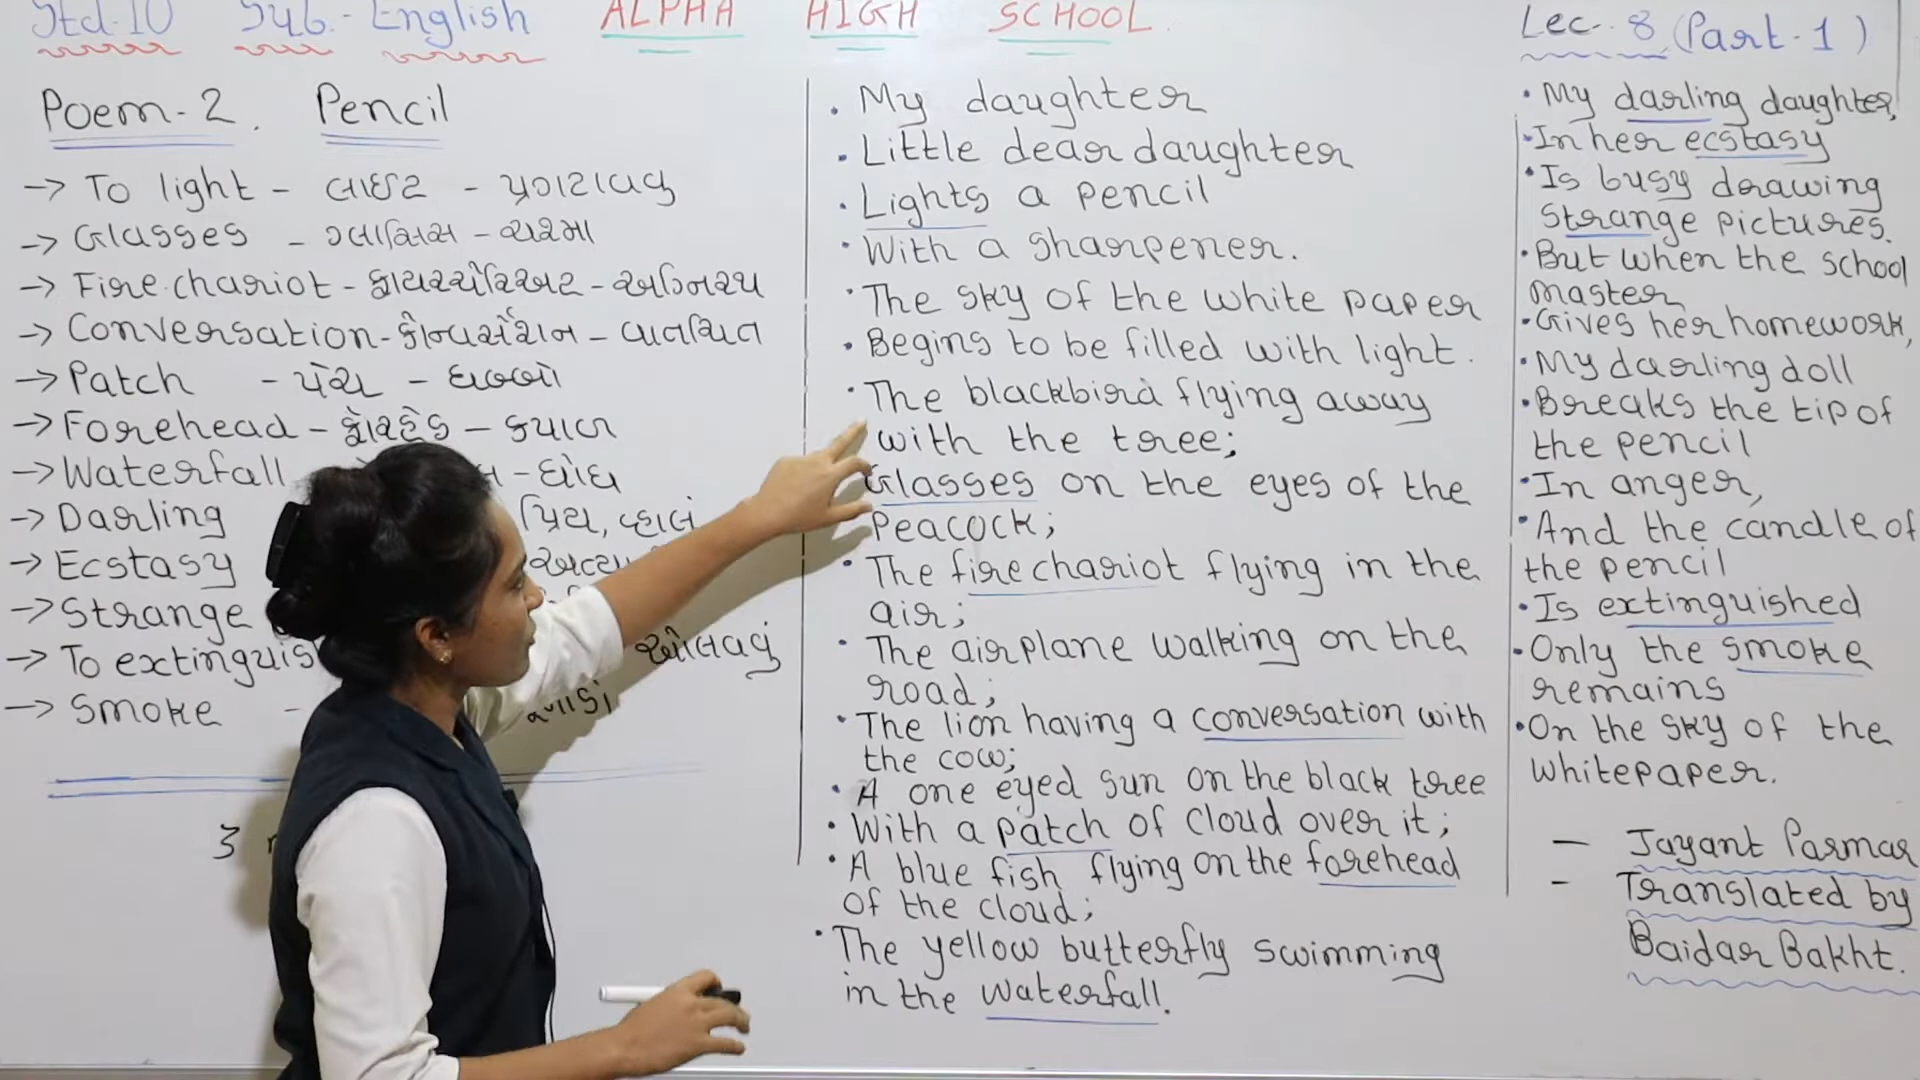 Std-10 Sub.- English ALPHA HIGH SCHOOL. Lec. 8 (Part-1)
Poem-2. Pencil
→ To light - લાઈટ - પ્રગટાવવુ
→ Glasses - ગ્લાસિસ - ચશ્મા
→ Fire.chariot - ફાયરચેરિઅટ - અગ્નિરથ
→ Conversation - કોન્વર્સેશન - વાતચિત
→ Patch - પેચ - ધબ્બો
→ Forehead - ફોરહેડ - કપાળ
→ Waterfall - ધોધ
→ Darling પ્રિય, વ્હાલું
→ Ecstasy
→ Strange
→ To extinguis ઓલવવું
→ Smoke -
3
. My daughter
. Little dear daughter
. Lights a pencil
. With a sharpener.
. The sky of the white paper
. Begins to be filled with light.
. The blackbird flying away
with the tree;
Glasses on the eyes of the
Peacock;
. The fire chariot flying in the
air;
. The airplane walking on the
road;
. The lion having a conversation with
the cow;
. A one eyed sun on the black tree
. With a patch of cloud over it;
. A blue fish flying on the forehead
of the cloud;
. The yellow butterfly swimming
in the waterfall.
. My darling daughter,
. In her ecstasy
. Is busy drawing
strange pictures.
. But when the school
master
. Gives her homework,
. My darling doll
. Breaks the tip of
the pencil
. In anger,
. And the candle of
the pencil
. Is extinguished
. Only the smoke
remains
. On the sky of the
whitepaper.
- Jayant Parmar
- Translated by
Baidar Bakht.